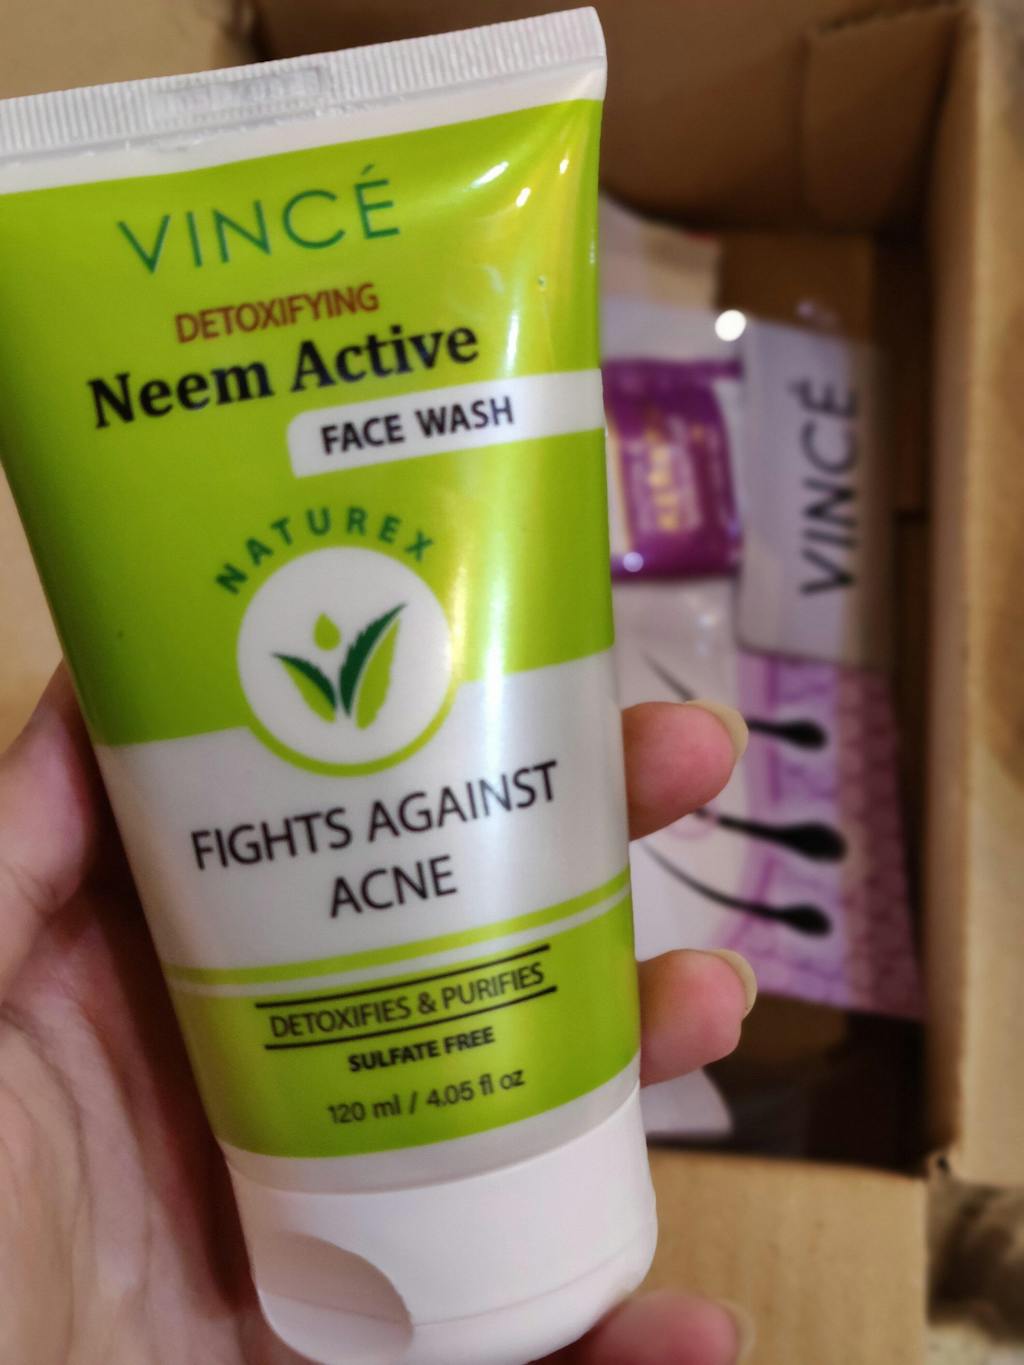 VINCÉ
DETOXIFYING
Neem Active
FACE WASH
NATUREX
FIGHTS AGAINST
ACNE
DETOXIFIES & PURIFIES
SULFATE FREE
120 ml / 4.05 fl oz
VINCÉ